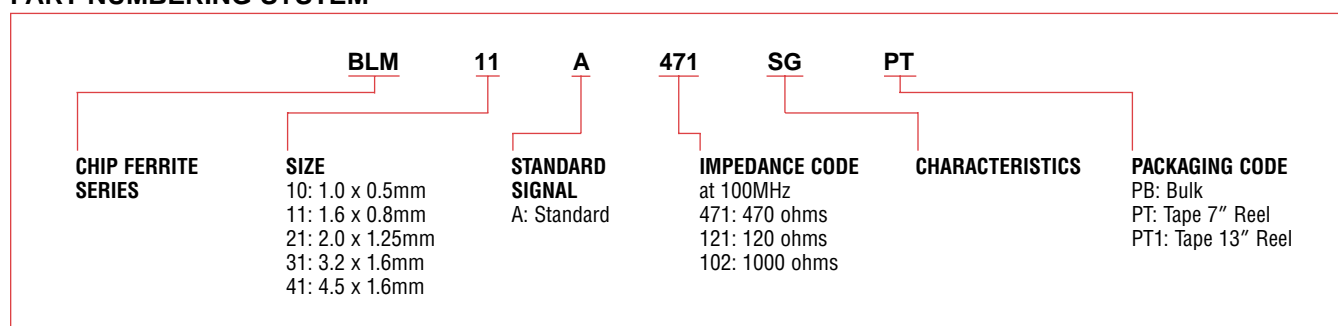 BLM 11 A 471 SG PT
CHIP FERRITE
SERIES
SIZE
10: 1.0 x 0.5mm
11: 1.6 x 0.8mm
21: 2.0 x 1.25mm
31: 3.2 x 1.6mm
41: 4.5 x 1.6mm
STANDARD
SIGNAL
A: Standard
IMPEDANCE CODE
at 100MHz
471: 470 ohms
121: 120 ohms
102: 1000 ohms
CHARACTERISTICS
PACKAGING CODE
PB: Bulk
PT: Tape 7″ Reel
PT1: Tape 13″ Reel